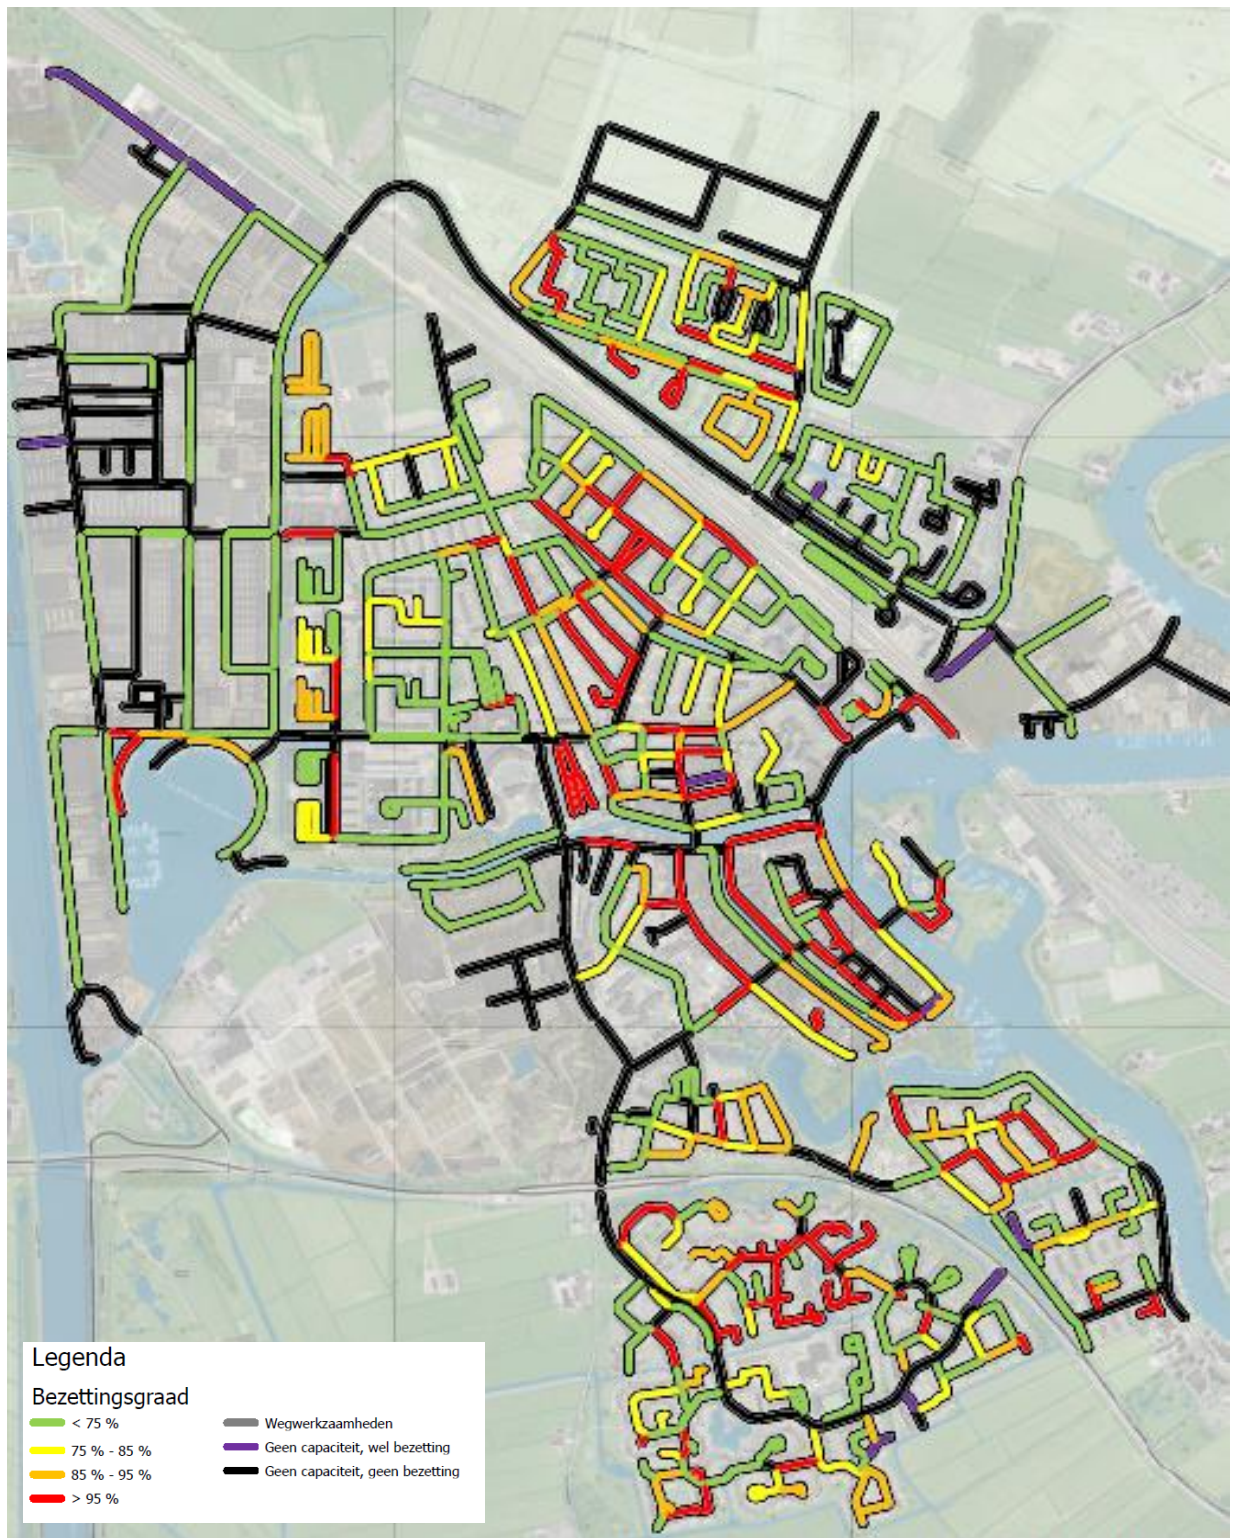 Legenda
Bezettingsgraad
< 75 %
75 % - 85 %
85 % - 95 %
> 95 %
Wegwerkzaamheden
Geen capaciteit, wel bezetting
Geen capaciteit, geen bezetting